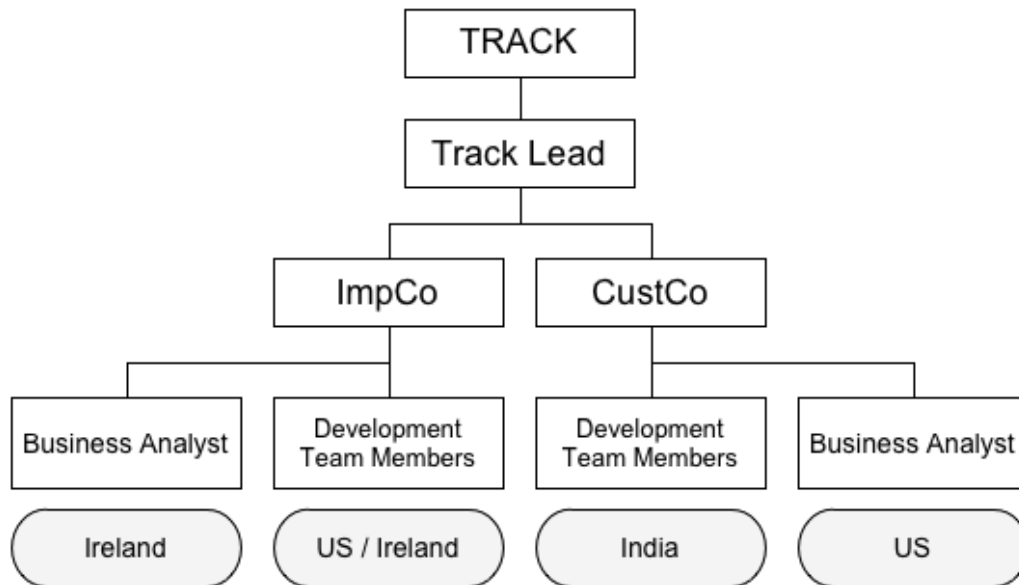 TRACK
Track Lead
ImpCo
CustCo
Business Analyst
Development
Team Members
Development
Team Members
Business Analyst
Ireland
US / Ireland
India
US